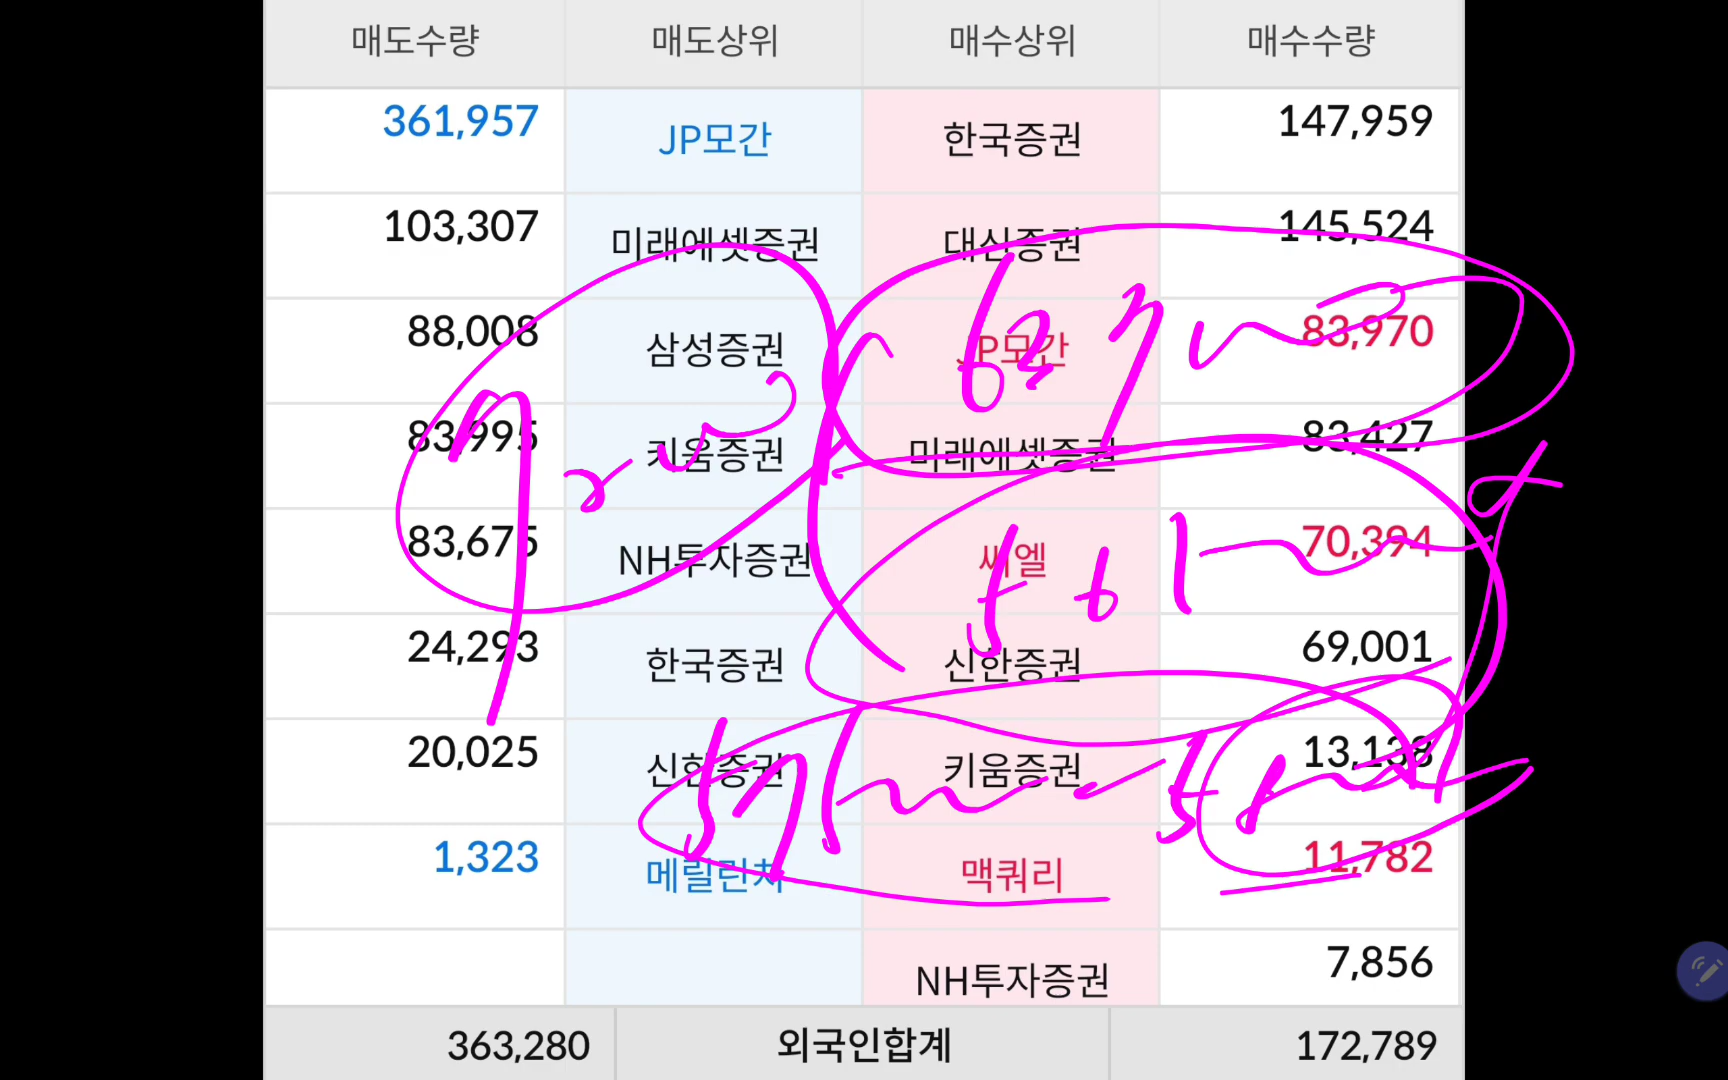 매도수량 매도상위 매수상위 매수수량
361,957 JP모간 한국증권 147,959
103,307 미래에셋증권 대신증권 145,524
88,008 삼성증권 JP모간 83,970
83,995 키움증권 미래에셋증권 83,427
83,675 NH투자증권 씨엘 70,394
24,293 한국증권 신한증권 69,001
20,025 신한증권 키움증권 13,138
1,323 메릴린치 맥쿼리 11,782
NH투자증권 7,856
363,280 외국인합계 172,789